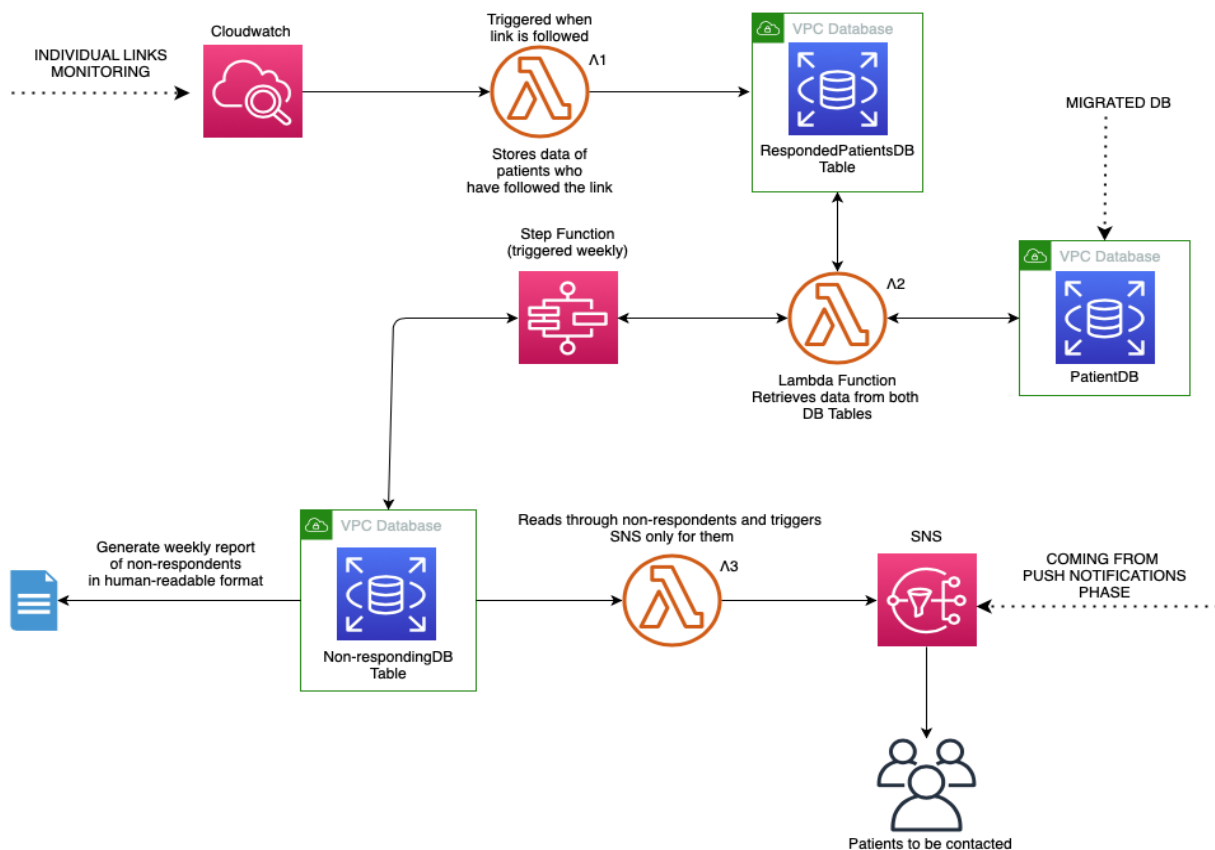 Cloudwatch
INDIVIDUAL LINKS
MONITORING
Triggered when
link is followed
Λ1
Stores data of
patients who
have followed the link
VPC Database
RespondedPatientsDB
Table
MIGRATED DB
Step Function
(triggered weekly)
Λ2
Lambda Function
Retrieves data from both
DB Tables
VPC Database
PatientDB
Generate weekly report
of non-respondents
in human-readable format
VPC Database
Non-respondingDB
Table
Reads through non-respondents and triggers
SNS only for them
Λ3
SNS
COMING FROM
PUSH NOTIFICATIONS
PHASE
Patients to be contacted